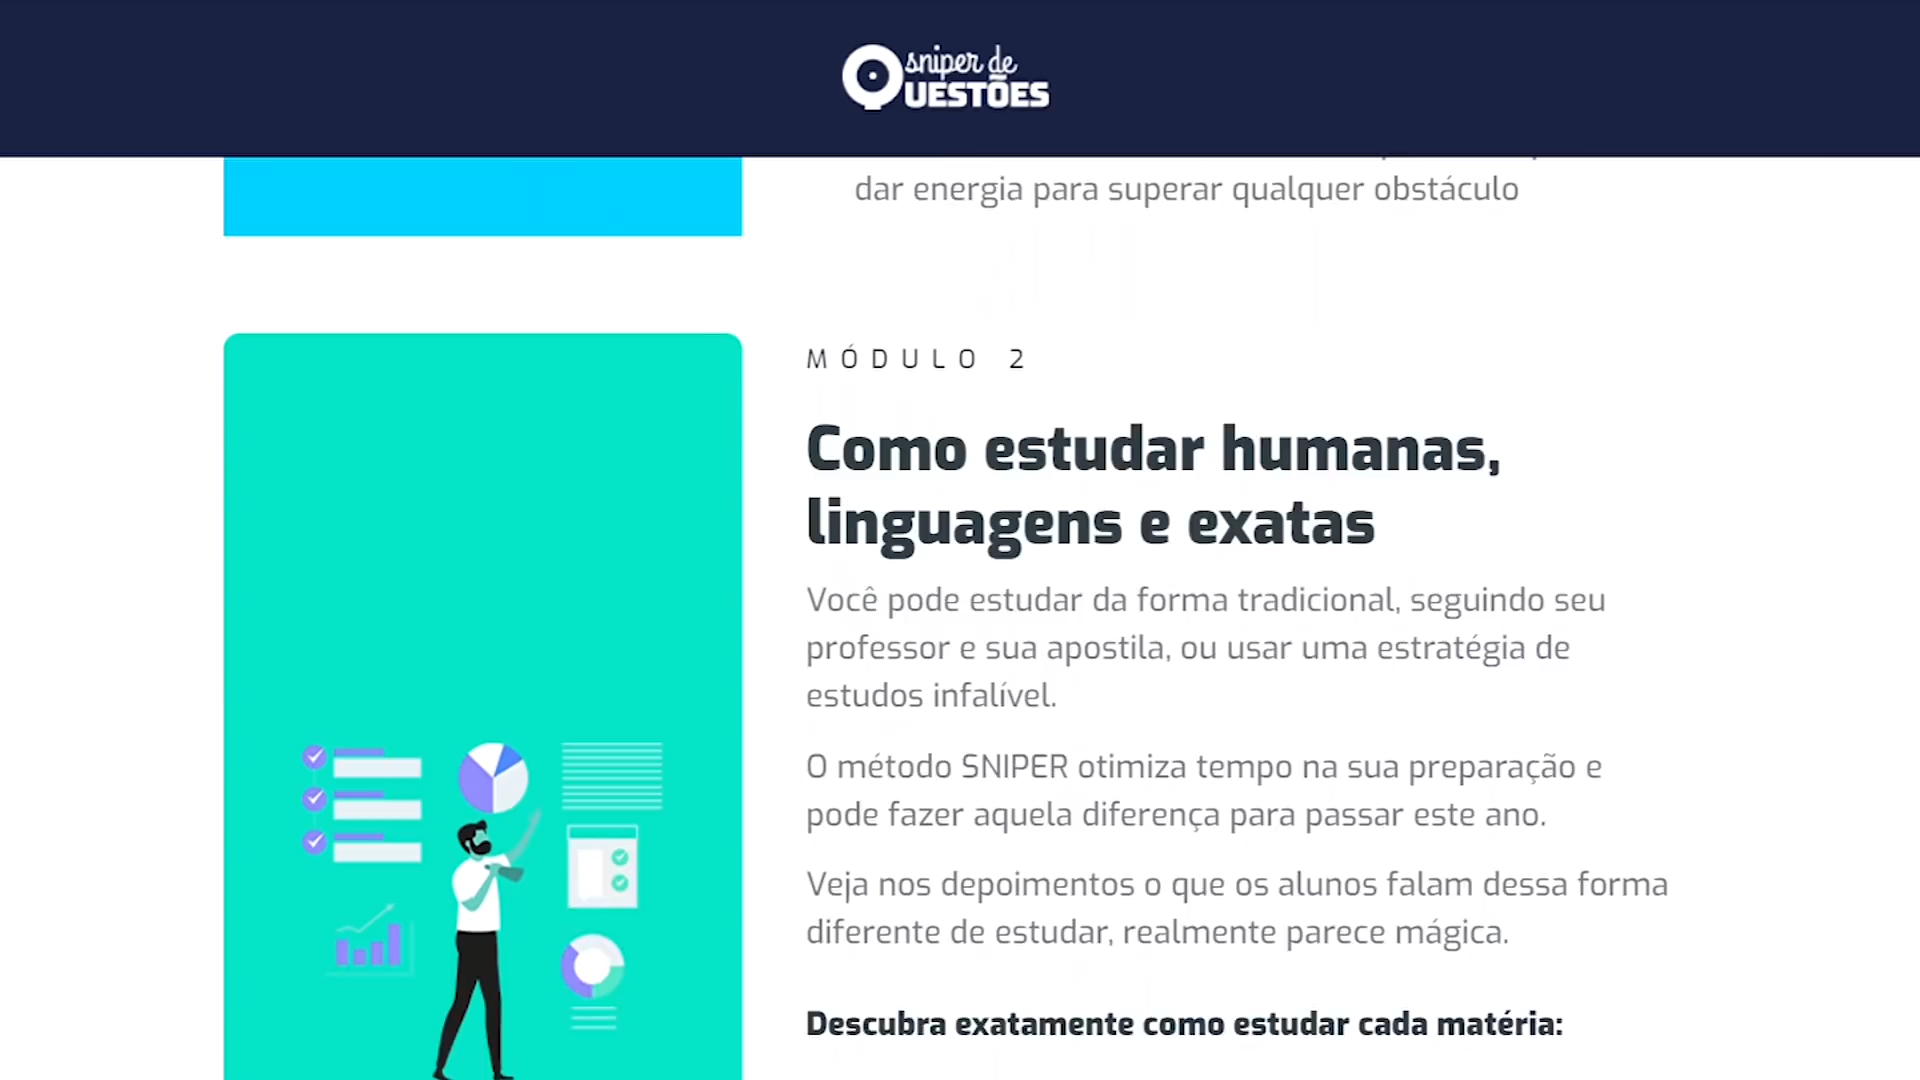 sniper de
QUESTÕES
dar energia para superar qualquer obstáculo
MÓDULO 2
Como estudar humanas,
linguagens e exatas
Você pode estudar da forma tradicional, seguindo seu
professor e sua apostila, ou usar uma estratégia de
estudos infalível.
O método SNIPER otimiza tempo na sua preparação e
pode fazer aquela diferença para passar este ano.
Veja nos depoimentos o que os alunos falam dessa forma
diferente de estudar, realmente parece mágica.
Descubra exatamente como estudar cada matéria: